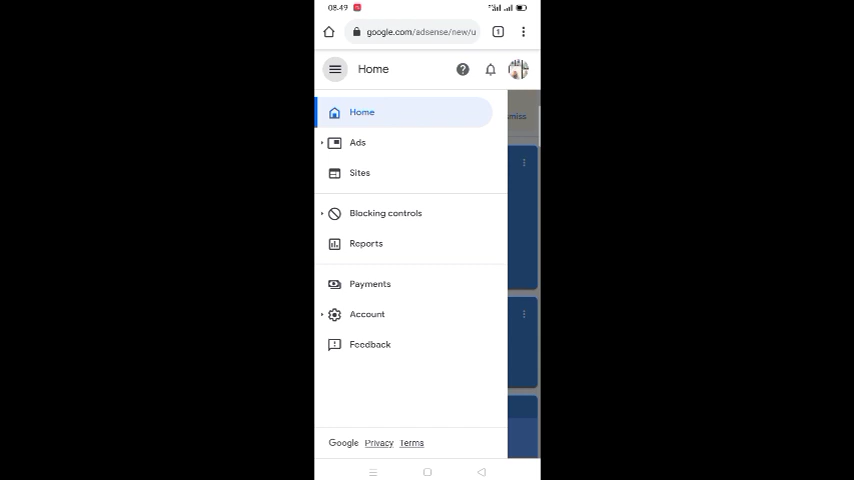 08.49
google.com/adsense/new/u
1
Home
Home
Ads
Sites
Blocking controls
Reports
Payments
Account
Feedback
Google Privacy Terms